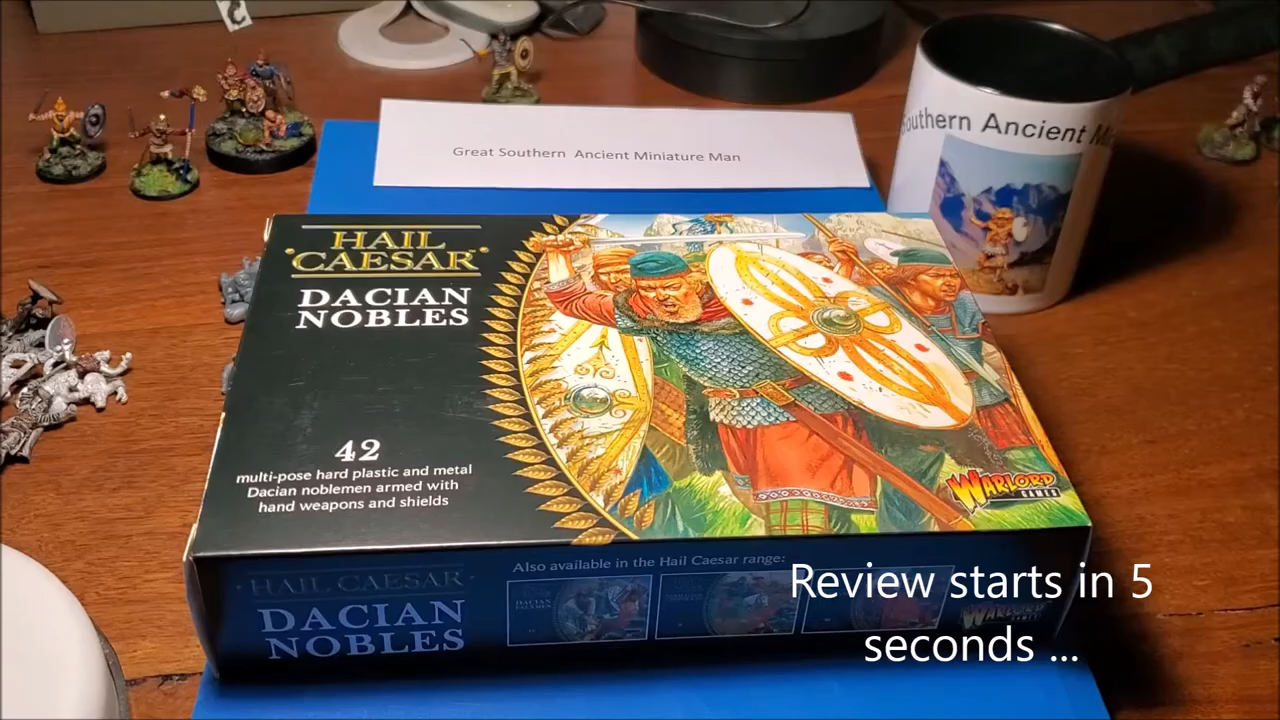 Great Southern Ancient Miniature Man
Southern Ancient
HAIL
CAESAR
DACIAN
NOBLES
42
multi-pose hard plastic and metal
Dacian noblemen armed with
hand weapons and shields
WARLORD
GAMES
Also available in the Hail Caesar range:
HAIL CAESAR
DACIAN
NOBLES
Review starts in 5
seconds ...